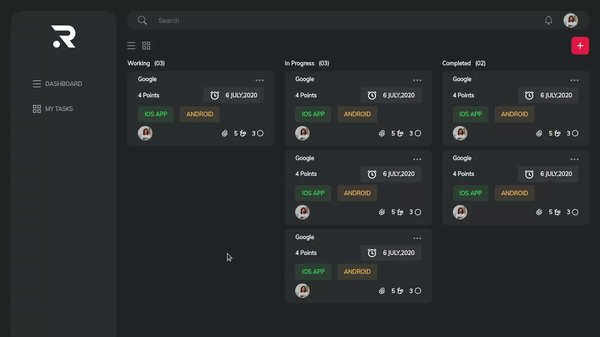 Search
DASHBOARD
MY TASKS
Working (03)
Google
4 Points
6 JULY,2020
IOS APP
ANDROID
5
3
In Progress (03)
Google
4 Points
6 JULY,2020
IOS APP
ANDROID
5
3
Google
4 Points
6 JULY,2020
IOS APP
ANDROID
5
3
Google
4 Points
6 JULY,2020
IOS APP
ANDROID
5
3
Completed (02)
Google
4 Points
6 JULY,2020
IOS APP
ANDROID
5
3
Google
4 Points
6 JULY,2020
IOS APP
ANDROID
5
3